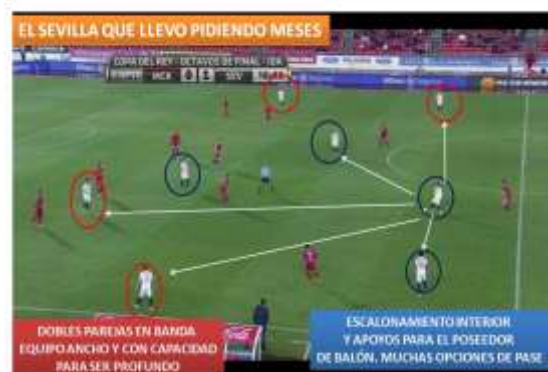 EL SEVILLA QUE LLEVO PIDIENDO MESES
COPA DEL REY - OCTAVOS DE FINAL - IDA
SEV
DOBLES PAREJAS EN BANDA
EQUIPO ANCHO Y CON CAPACIDAD
PARA SER PROFUNDO
ESCALONAMIENTO INTERIOR
Y APOYOS PARA EL POSEEDOR
DE BALÓN. MUCHAS OPCIONES DE PASE